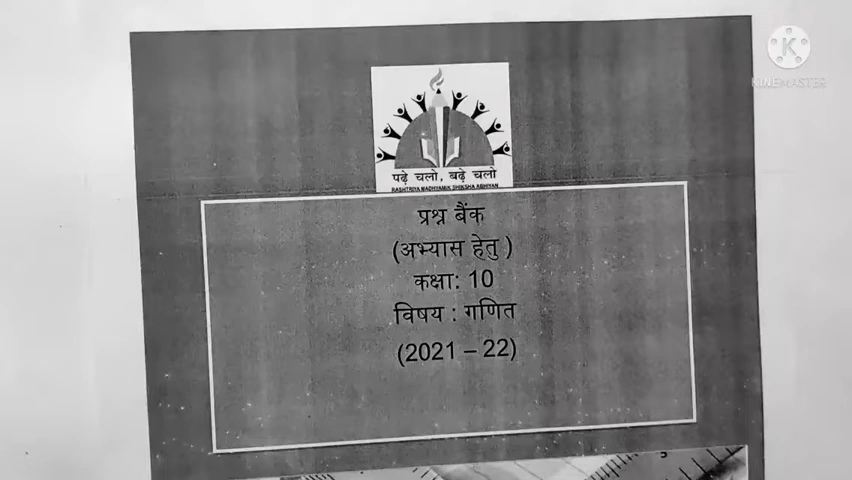 KINEMASTER
पढ़े चलो, बढ़े चलो
RASHTRIYA MADHYAMIK SHIKSHA ABHIYAN
प्रश्न बैंक
(अभ्यास हेतु )
कक्षा: 10
विषय : गणित
(2021 – 22)